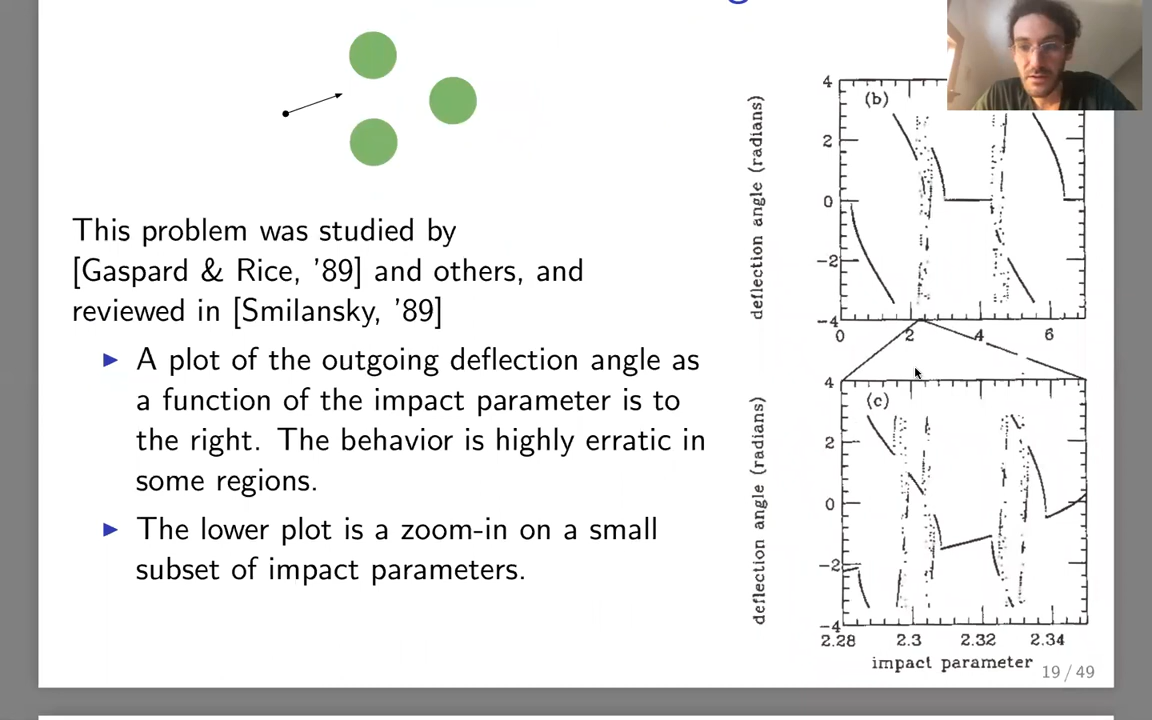 This problem was studied by
[Gaspard & Rice, '89] and others, and
reviewed in [Smilansky, '89]
▶ A plot of the outgoing deflection angle as
a function of the impact parameter is to
the right. The behavior is highly erratic in
some regions.
▶ The lower plot is a zoom-in on a small
subset of impact parameters.
deflection angle (radians)
(b)
4
2
0
−2
−4
0 2 4 6
deflection angle (radians)
(c)
4
2
0
−2
−4
2.28 2.3 2.32 2.34
impact parameter
19 / 49